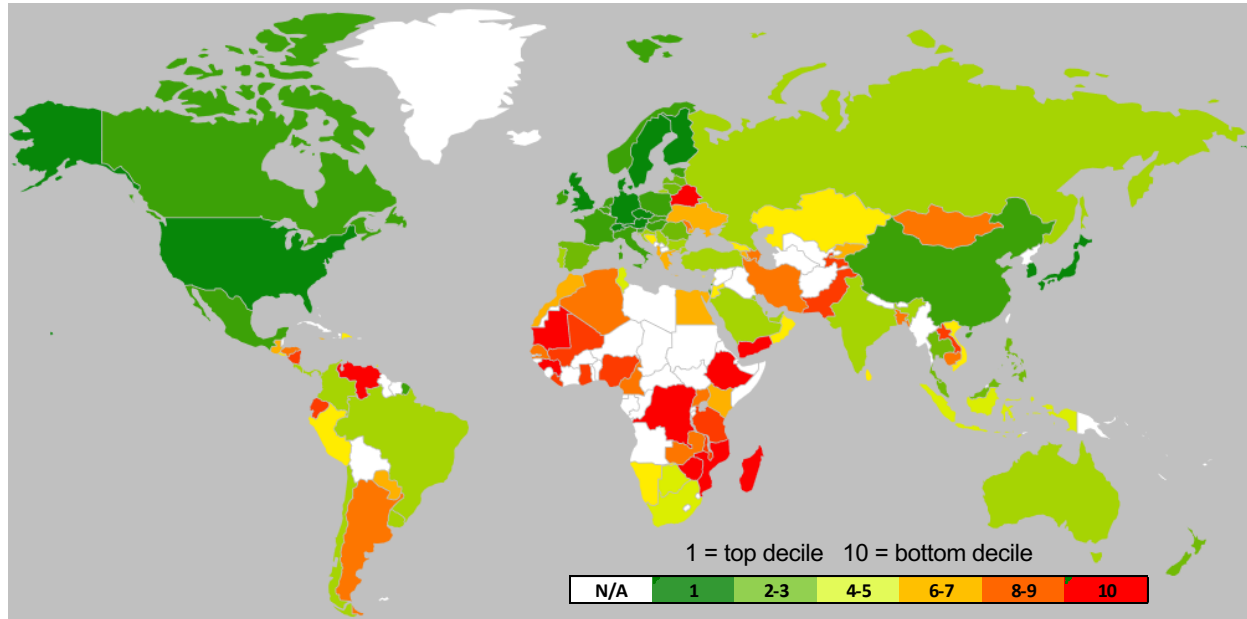 1 = top decile 10 = bottom decile
N/A 1 2-3 4-5 6-7 8-9 10